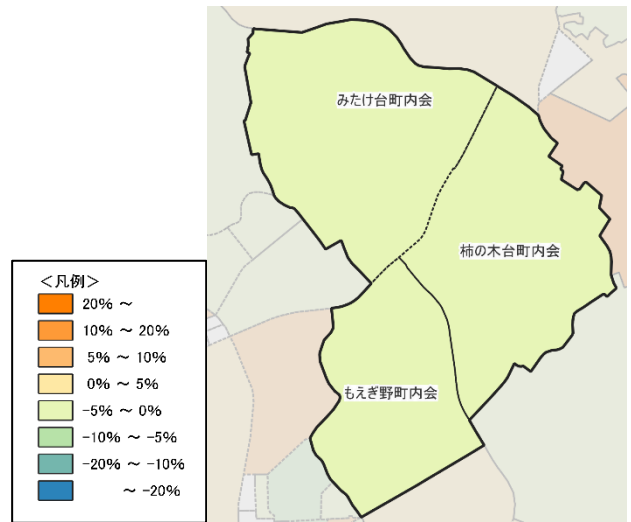 みたけ台町内会
柿の木台町内会
もえぎ野町内会
＜凡例＞
20% ～
10% ～ 20%
5% ～ 10%
0% ～ 5%
-5% ～ 0%
-10% ～ -5%
-20% ～ -10%
～ -20%